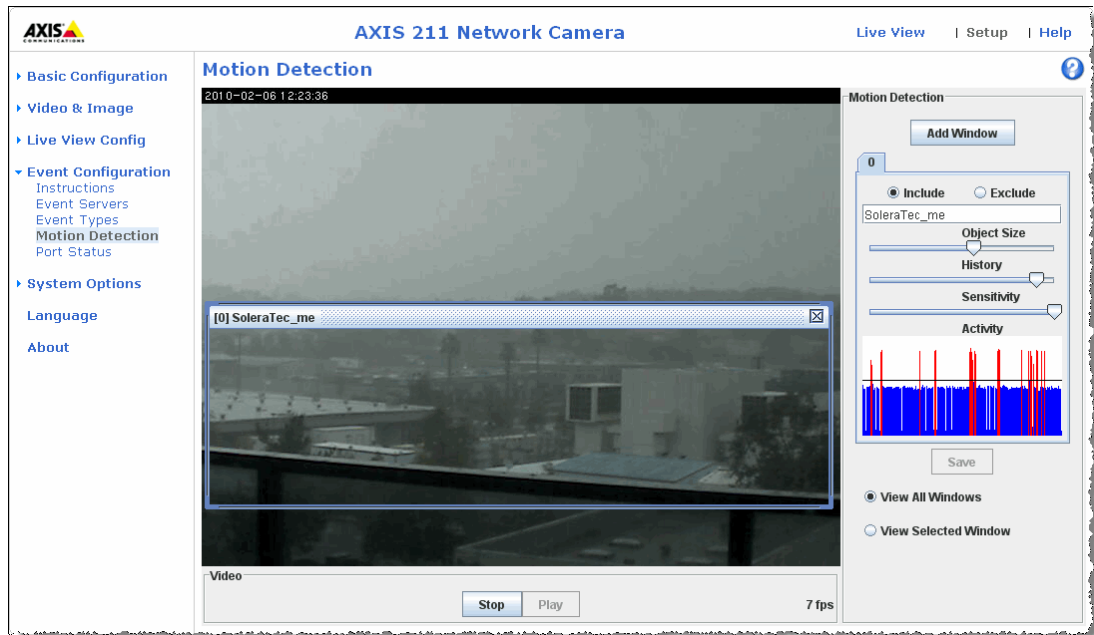 AXIS
COMMUNICATIONS
AXIS 211 Network Camera
Live View | Setup | Help
Basic Configuration
Video & Image
Live View Config
Event Configuration
Instructions
Event Servers
Event Types
Motion Detection
Port Status
System Options
Language
About
Motion Detection
?
2010-02-06 12:23:36
[0] SoleraTec_me
Video
Stop
Play
7 fps
Motion Detection
Add Window
0
Include
Exclude
SoleraTec_me
Object Size
History
Sensitivity
Activity
Save
View All Windows
View Selected Window